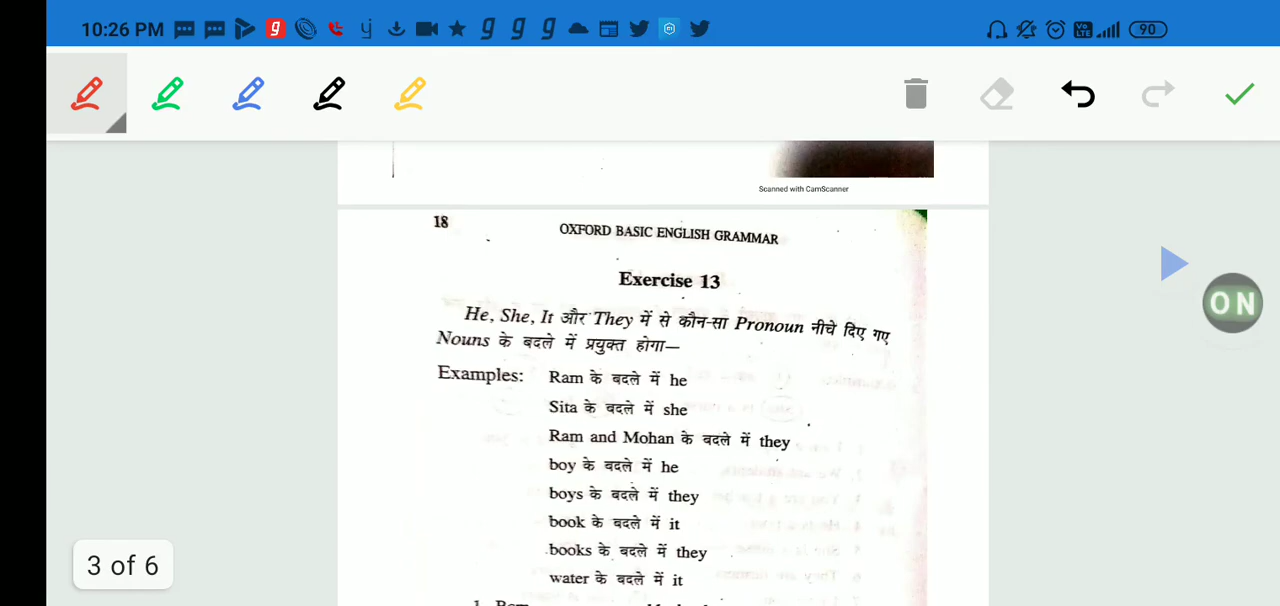 10:26 PM
90
Scanned with CamScanner
18
OXFORD BASIC ENGLISH GRAMMAR
Exercise 13
He, She, It और They में से कौन-सा Pronoun नीचे दिए गए
Nouns के बदले में प्रयुक्त होगा—
Examples: Ram के बदले में he
Sita के बदले में she
Ram and Mohan के बदले में they
boy के बदले में he
boys के बदले में they
book के बदले में it
books के बदले में they
water के बदले में it
ON
3 of 6